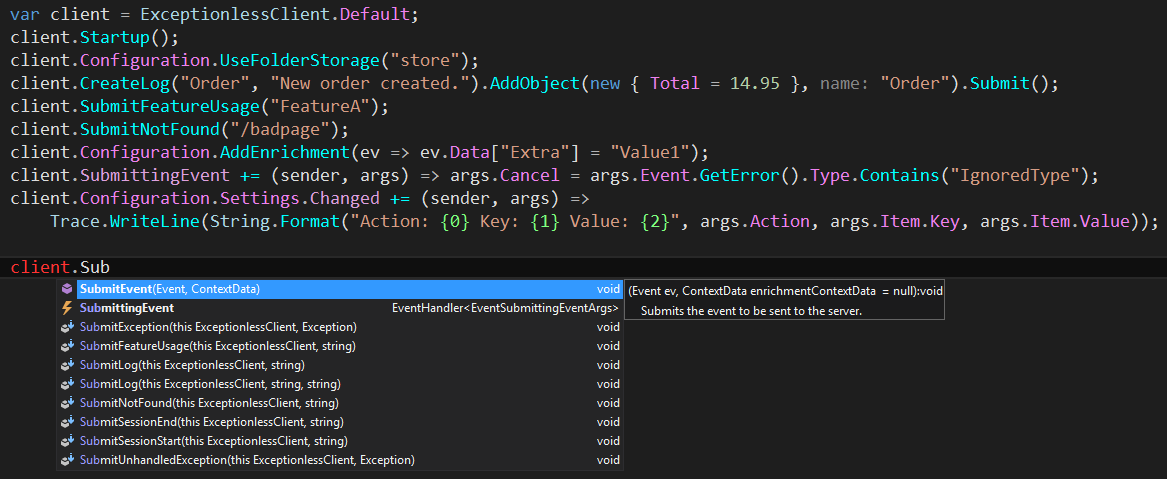 var client = ExceptionlessClient.Default;
client.Startup();
client.Configuration.UseFolderStorage("store");
client.CreateLog("Order", "New order created.").AddObject(new { Total = 14.95 }, name: "Order").Submit();
client.SubmitFeatureUsage("FeatureA");
client.SubmitNotFound("/badpage");
client.Configuration.AddEnrichment(ev => ev.Data["Extra"] = "Value1");
client.SubmittingEvent += (sender, args) => args.Cancel = args.Event.GetError().Type.Contains("IgnoredType");
client.Configuration.Settings.Changed += (sender, args) =>
Trace.WriteLine(String.Format("Action: {0} Key: {1} Value: {2}", args.Action, args.Item.Key, args.Item.Value));
client.Sub
SubmitEvent(Event, ContextData) void (Event ev, ContextData enrichmentContextData = null):void
SubmittingEvent EventHandler<EventSubmittingEventArgs> Submits the event to be sent to the server.
SubmitException(this ExceptionlessClient, Exception) void
SubmitFeatureUsage(this ExceptionlessClient, string) void
SubmitLog(this ExceptionlessClient, string) void
SubmitLog(this ExceptionlessClient, string, string) void
SubmitNotFound(this ExceptionlessClient, string) void
SubmitSessionEnd(this ExceptionlessClient, string) void
SubmitSessionStart(this ExceptionlessClient, string) void
SubmitUnhandledException(this ExceptionlessClient, Exception) void